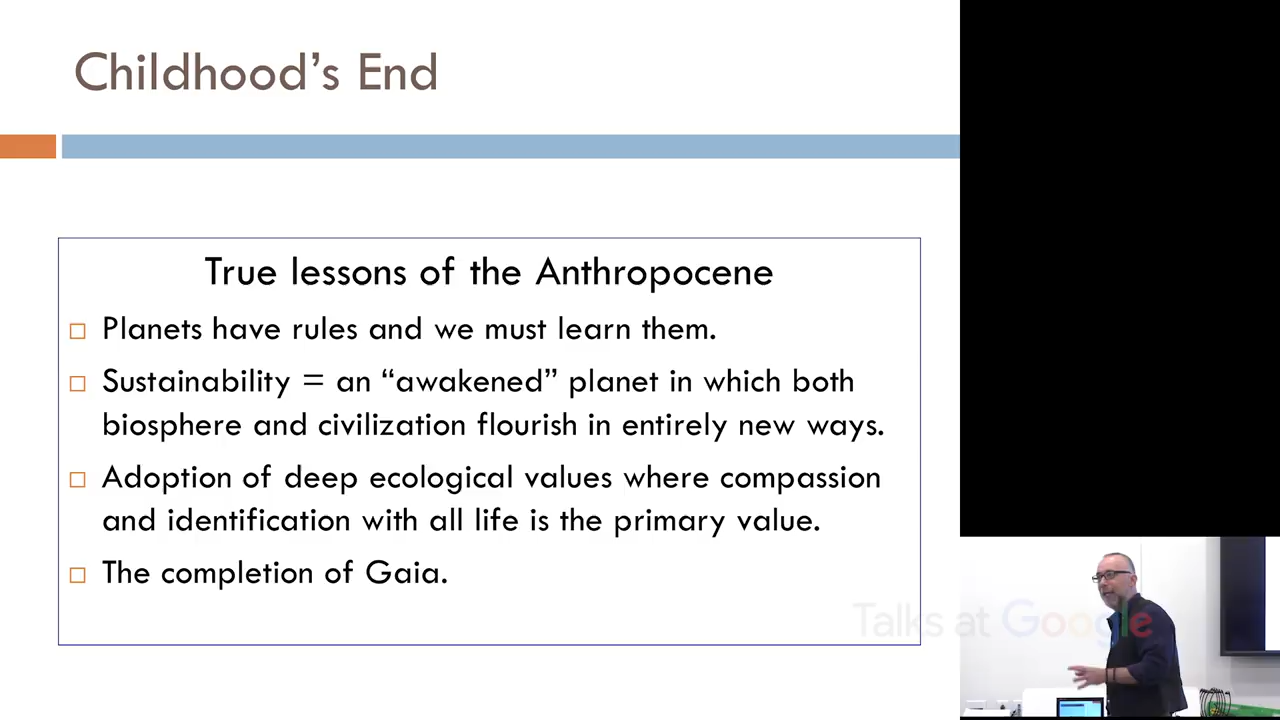 Childhood’s End
True lessons of the Anthropocene
Planets have rules and we must learn them.
Sustainability = an “awakened” planet in which both
biosphere and civilization flourish in entirely new ways.
Adoption of deep ecological values where compassion
and identification with all life is the primary value.
The completion of Gaia.
Talks at Google